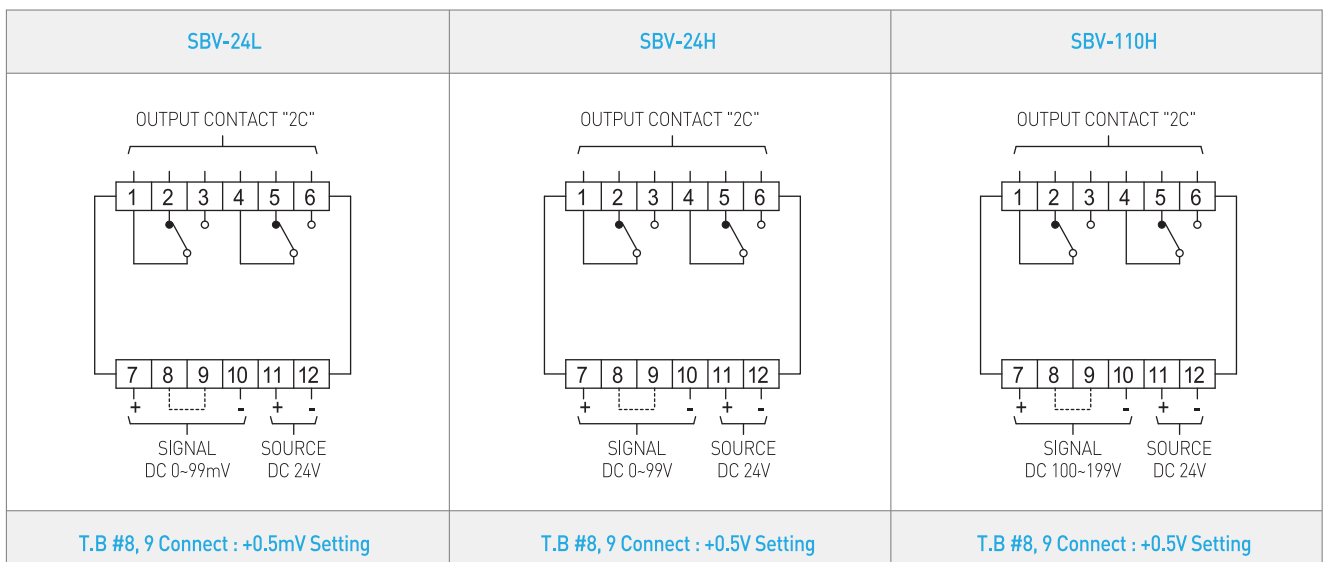 SBV-24L
SBV-24H
SBV-110H
OUTPUT CONTACT "2C"
1 2 3 4 5 6
7 8 9 10 11 12
+ - + -
SIGNAL SOURCE
DC 0~99mV DC 24V
OUTPUT CONTACT "2C"
1 2 3 4 5 6
7 8 9 10 11 12
+ - + -
SIGNAL SOURCE
DC 0~99V DC 24V
OUTPUT CONTACT "2C"
1 2 3 4 5 6
7 8 9 10 11 12
+ - + -
SIGNAL SOURCE
DC 100~199V DC 24V
T.B #8, 9 Connect : +0.5mV Setting
T.B #8, 9 Connect : +0.5V Setting
T.B #8, 9 Connect : +0.5V Setting